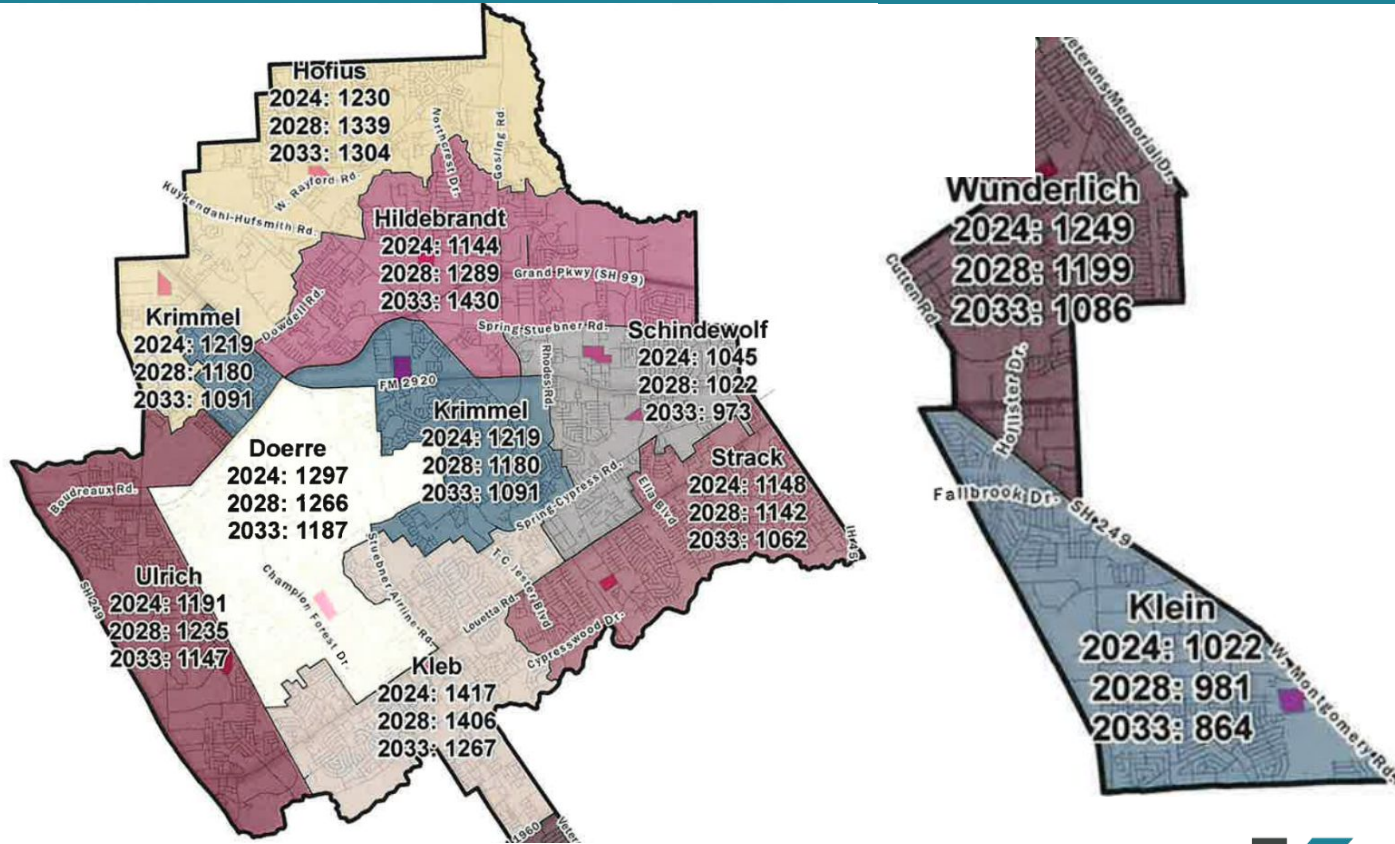 Hofius
2024: 1230
2028: 1339
2033: 1304
Northcrest Dr.
Gosling Rd.
W. Rayford Rd.
Kuykendahl-Hufsmith Rd.
Hildebrandt
2024: 1144
2028: 1289
2033: 1430
Grand Pkwy (SH 99)
Krimmel
2024: 1219
2028: 1180
2033: 1091
Dowdell Rd.
Spring Stuebner Rd.
Rhodes Rd.
Schindewolf
2024: 1045
2028: 1022
2033: 973
FM 2920
Krimmel
2024: 1219
2028: 1180
2033: 1091
Doerre
2024: 1297
2028: 1266
2033: 1187
Strack
2024: 1148
2028: 1142
2033: 1062
Boudreaux Rd.
Spring-Cypress Rd.
Ella Blvd
IH 45
Ulrich
2024: 1191
2028: 1235
2033: 1147
SH 249
Champion Forest Dr.
Stuebner Airline Rd.
T.C. Jester Blvd
Louetta Rd.
Cypresswood Dr.
Kleb
2024: 1417
2028: 1406
2033: 1267
1960
Veter
Veterans Memorial Dr.
Wunderlich
2024: 1249
2028: 1199
2033: 1086
Cutten Rd.
Hollister Dr.
Fallbrook Dr.
SH 249
Klein
2024: 1022
2028: 981
2033: 864
W. Montgomery Rd.